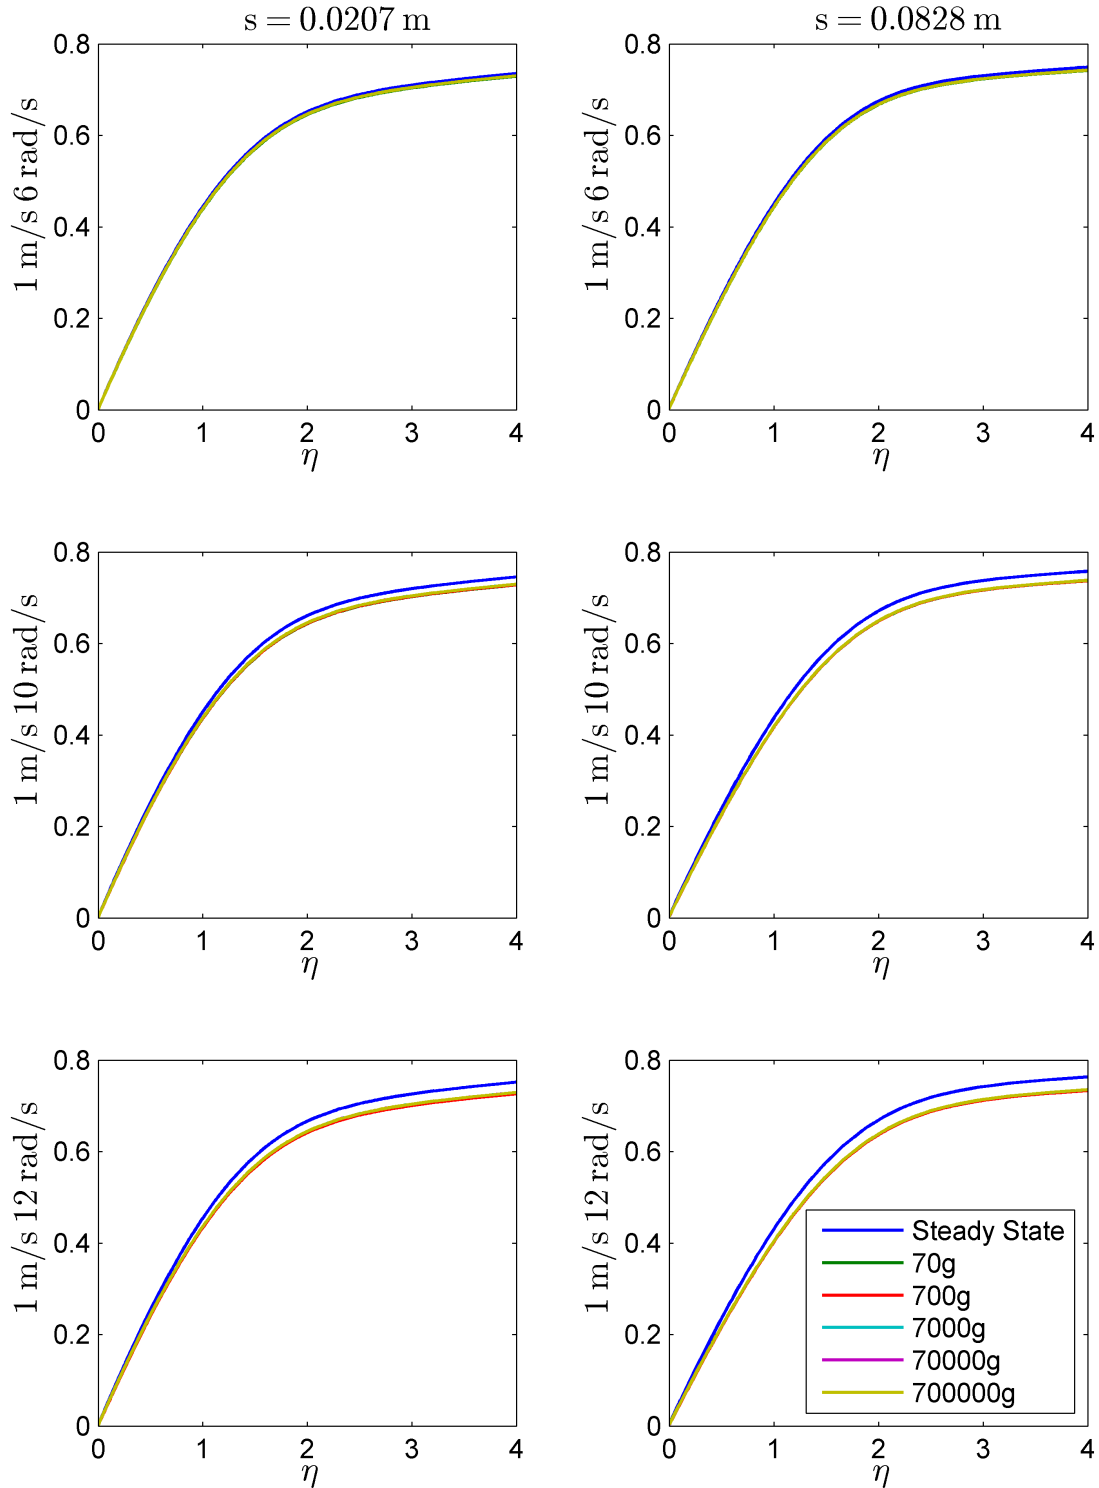 s = 0.0207 m
s = 0.0828 m
1 m/s 6 rad/s
0.8
0.6
0.4
0.2
0
0 1 2 3 4
η
1 m/s 6 rad/s
0.8
0.6
0.4
0.2
0
0 1 2 3 4
η
1 m/s 10 rad/s
0.8
0.6
0.4
0.2
0
0 1 2 3 4
η
1 m/s 10 rad/s
0.8
0.6
0.4
0.2
0
0 1 2 3 4
η
1 m/s 12 rad/s
0.8
0.6
0.4
0.2
0
0 1 2 3 4
η
1 m/s 12 rad/s
0.8
0.6
0.4
0.2
0
0 1 2 3 4
η
Steady State
70g
700g
7000g
70000g
700000g